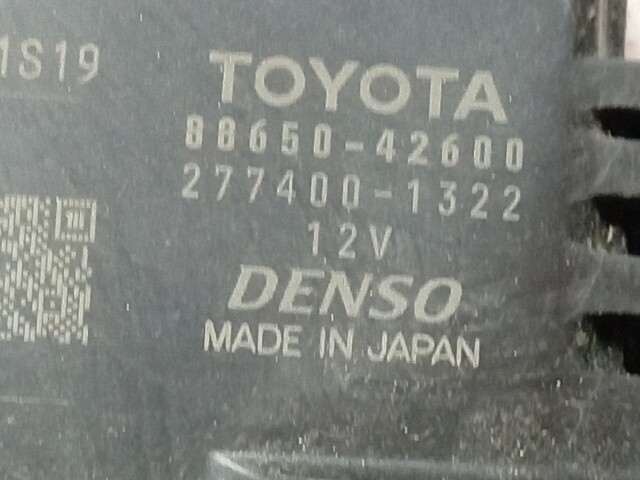 1S19
TOYOTA
88650-42600
277400-1322
12V
DENSO
MADE IN JAPAN